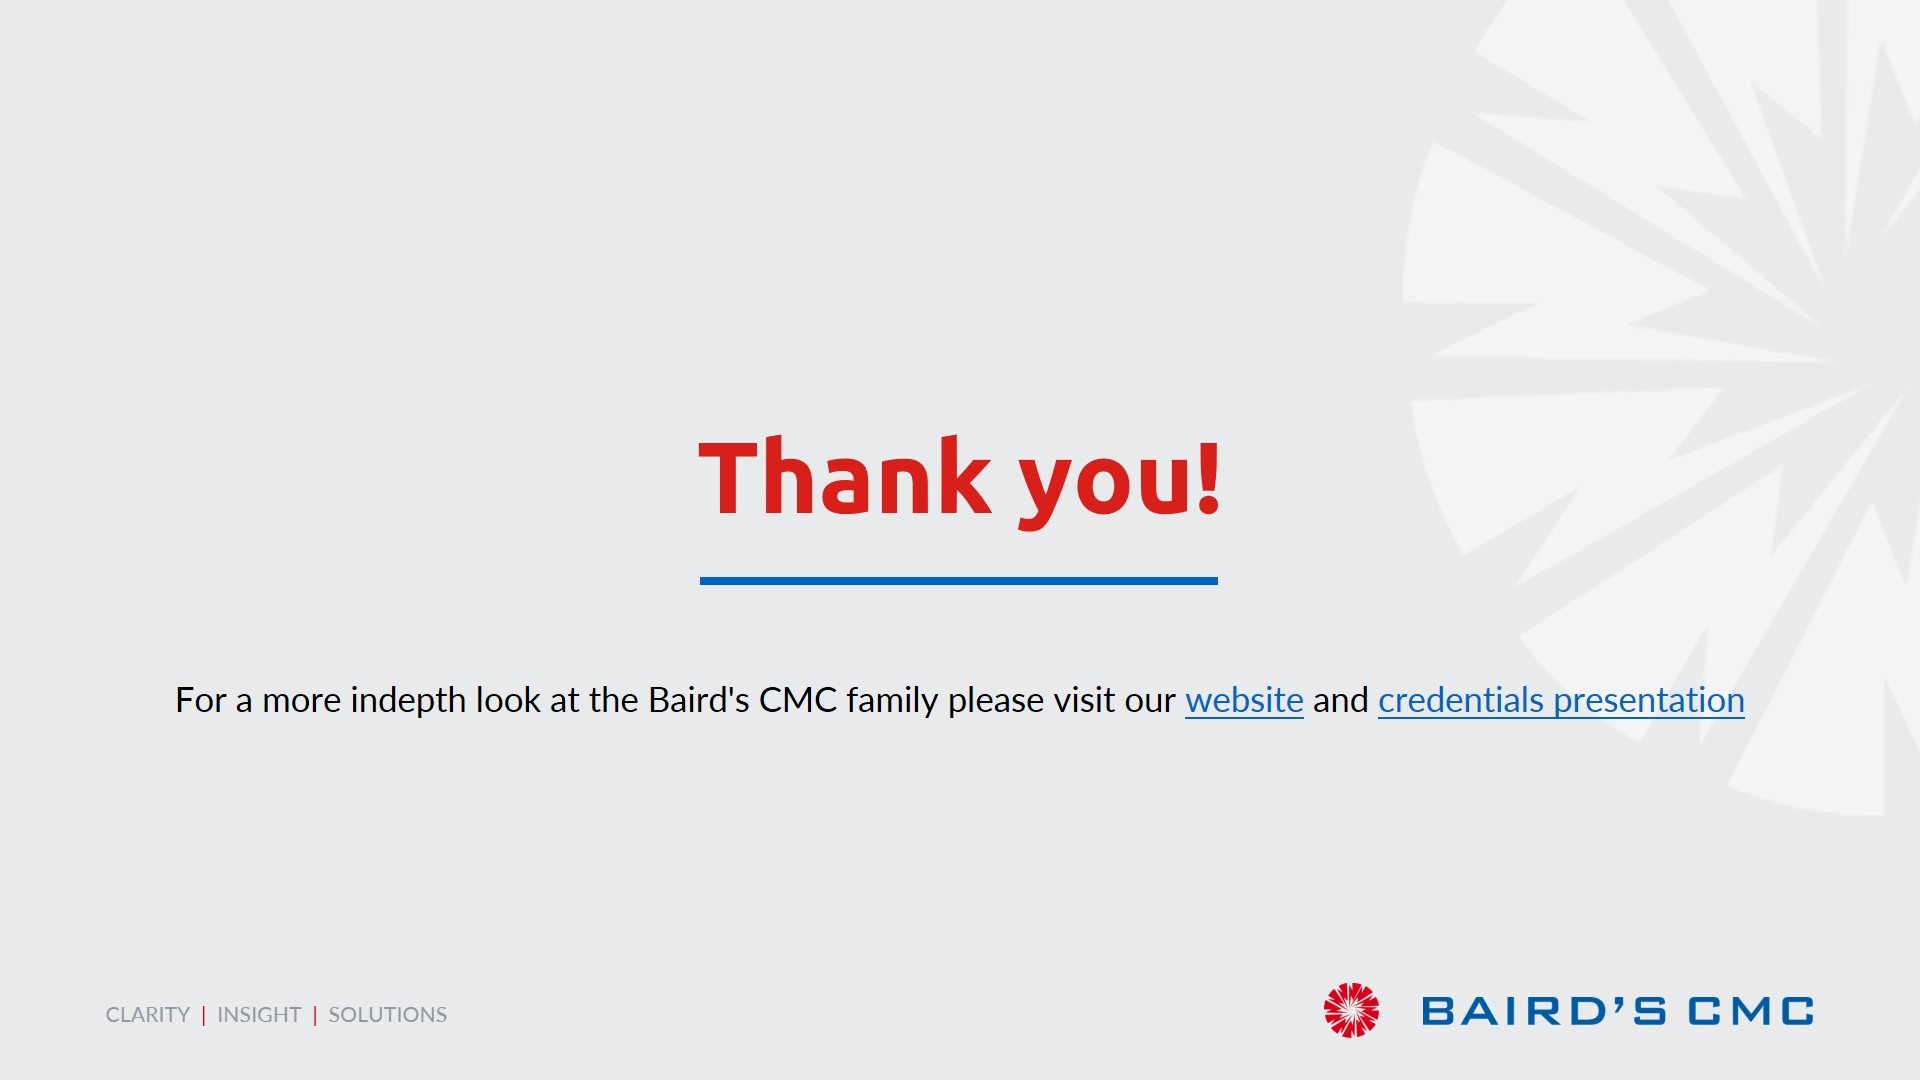 Thank you!
For a more indepth look at the Baird's CMC family please visit our website and credentials presentation
CLARITY | INSIGHT | SOLUTIONS
BAIRD'S CMC